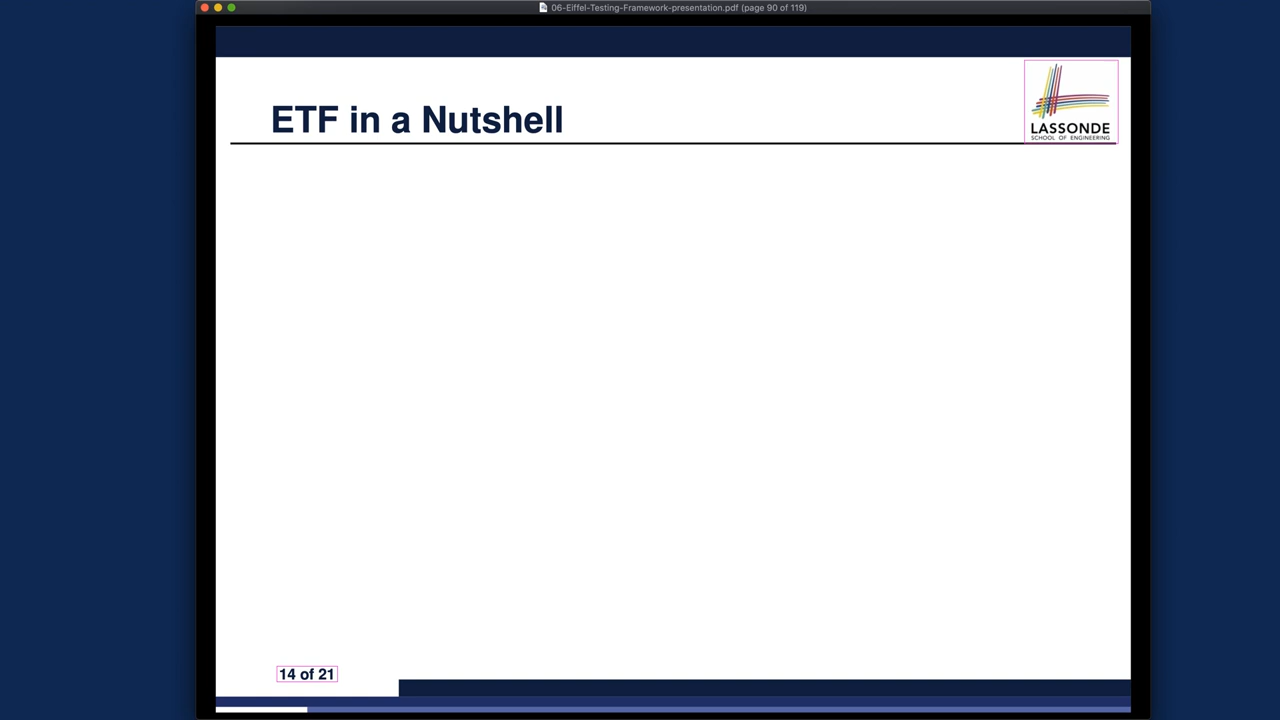 06-Eiffel-Testing-Framework-presentation.pdf (page 90 of 119)
ETF in a Nutshell
LASSONDE
SCHOOL OF ENGINEERING
14 of 21